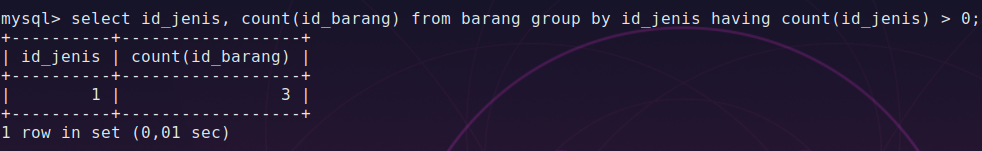 mysql> select id_jenis, count(id_barang) from barang group by id_jenis having count(id_jenis) > 0;
+----------+------------------+
| id_jenis | count(id_barang) |
+----------+------------------+
|        1 |                3 |
+----------+------------------+
1 row in set (0,01 sec)